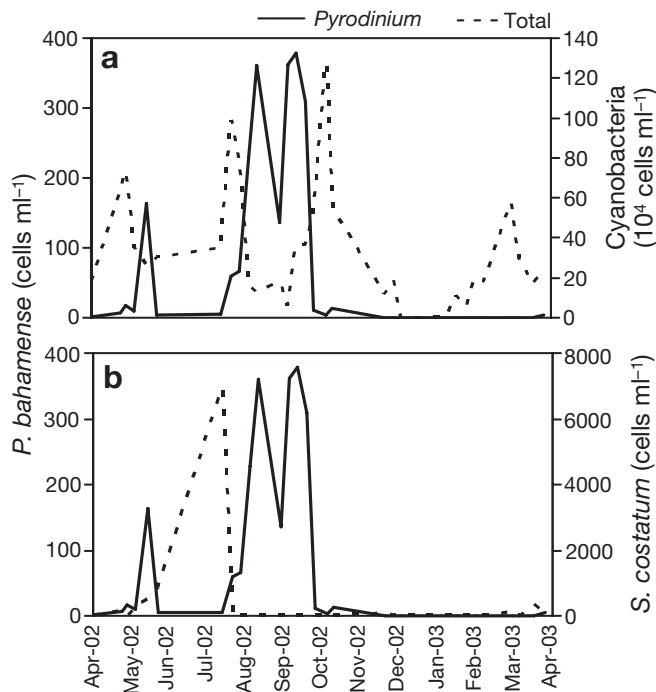 Pyrodinium Total
a
400
300
200
100
0
140
120
100
80
60
40
20
0
Cyanobacteria
(10⁴ cells ml⁻¹)
P. bahamense (cells ml⁻¹)
b
400
300
200
100
0
8000
6000
4000
2000
0
S. costatum (cells ml⁻¹)
Apr-02
May-02
Jun-02
Jul-02
Aug-02
Sep-02
Oct-02
Nov-02
Dec-02
Jan-03
Feb-03
Mar-03
Apr-03